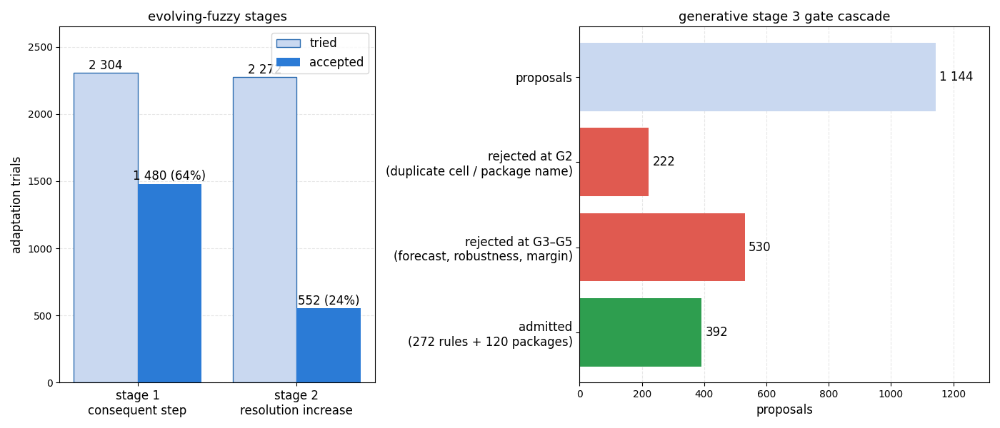 evolving-fuzzy stages
tried
accepted
2 304
2 272
1 480 (64%)
552 (24%)
2500
2000
1500
1000
500
0
adaptation trials
stage 1
consequent step
stage 2
resolution increase
generative stage 3 gate cascade
proposals
1 144
rejected at G2
(duplicate cell / package name)
222
rejected at G3–G5
(forecast, robustness, margin)
530
admitted
(272 rules + 120 packages)
392
0 200 400 600 800 1000 1200
proposals